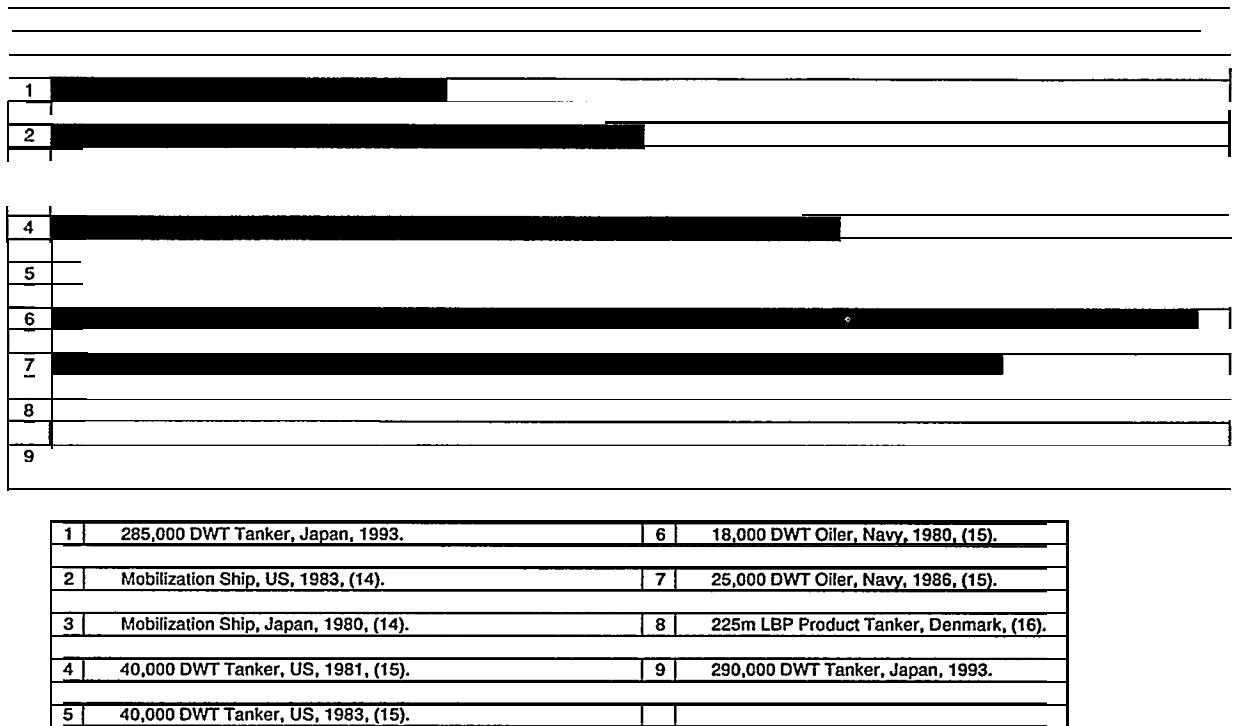 1
2
4
5
6
7
8
9
1 285,000 DWT Tanker, Japan, 1993. 6 18,000 DWT Oiler, Navy, 1980, (15).
2 Mobilization Ship, US, 1983, (14). 7 25,000 DWT Oiler, Navy, 1986, (15).
3 Mobilization Ship, Japan, 1980, (14). 8 225m LBP Product Tanker, Denmark, (16).
4 40,000 DWT Tanker, US, 1981, (15). 9 290,000 DWT Tanker, Japan, 1993.
5 40,000 DWT Tanker, US, 1983, (15).